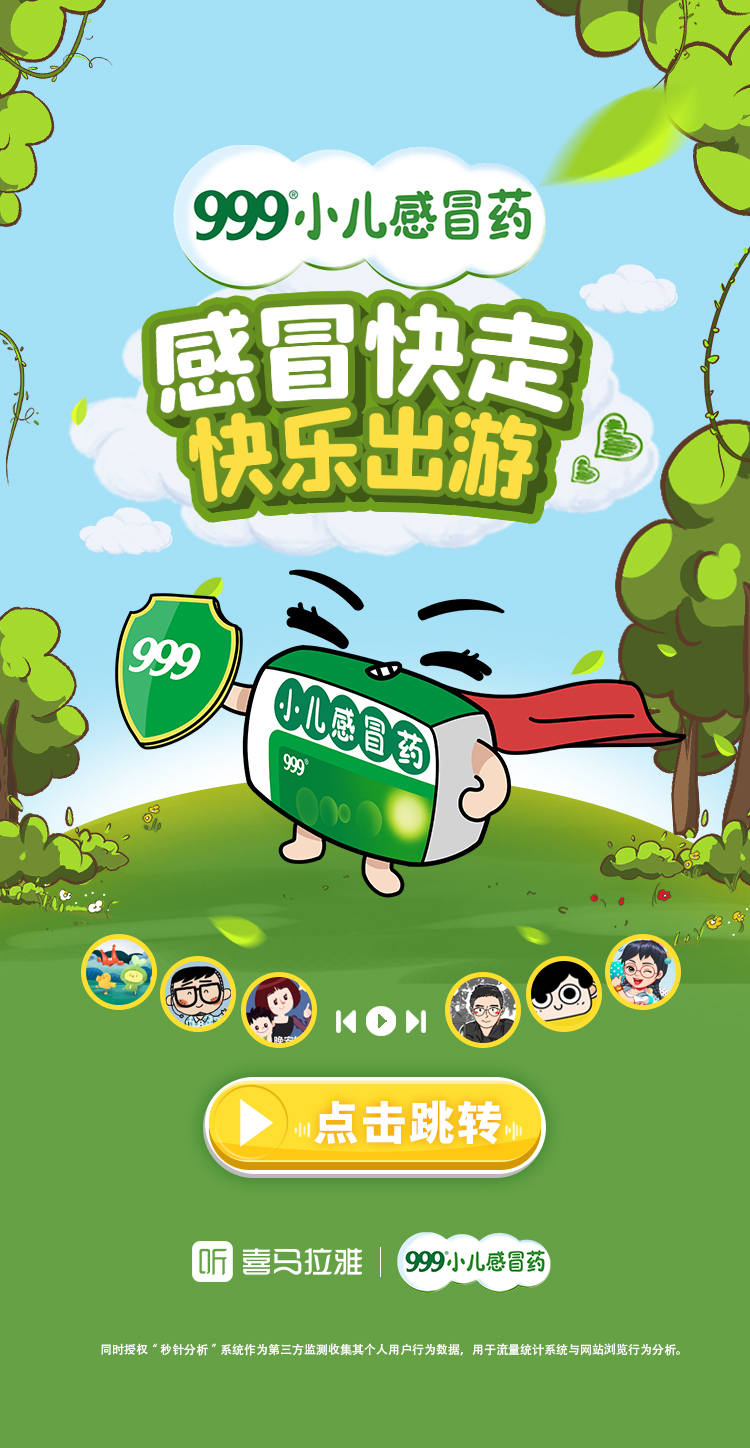 999®小儿感冒药
感冒快走
快乐出游
999
小儿感冒药
999®
晚安妈
点击跳转
听 喜马拉雅 | 999®小儿感冒药
同时授权“秒针分析”系统作为第三方监测收集其个人用户行为数据，用于流量统计系统与网站浏览行为分析。